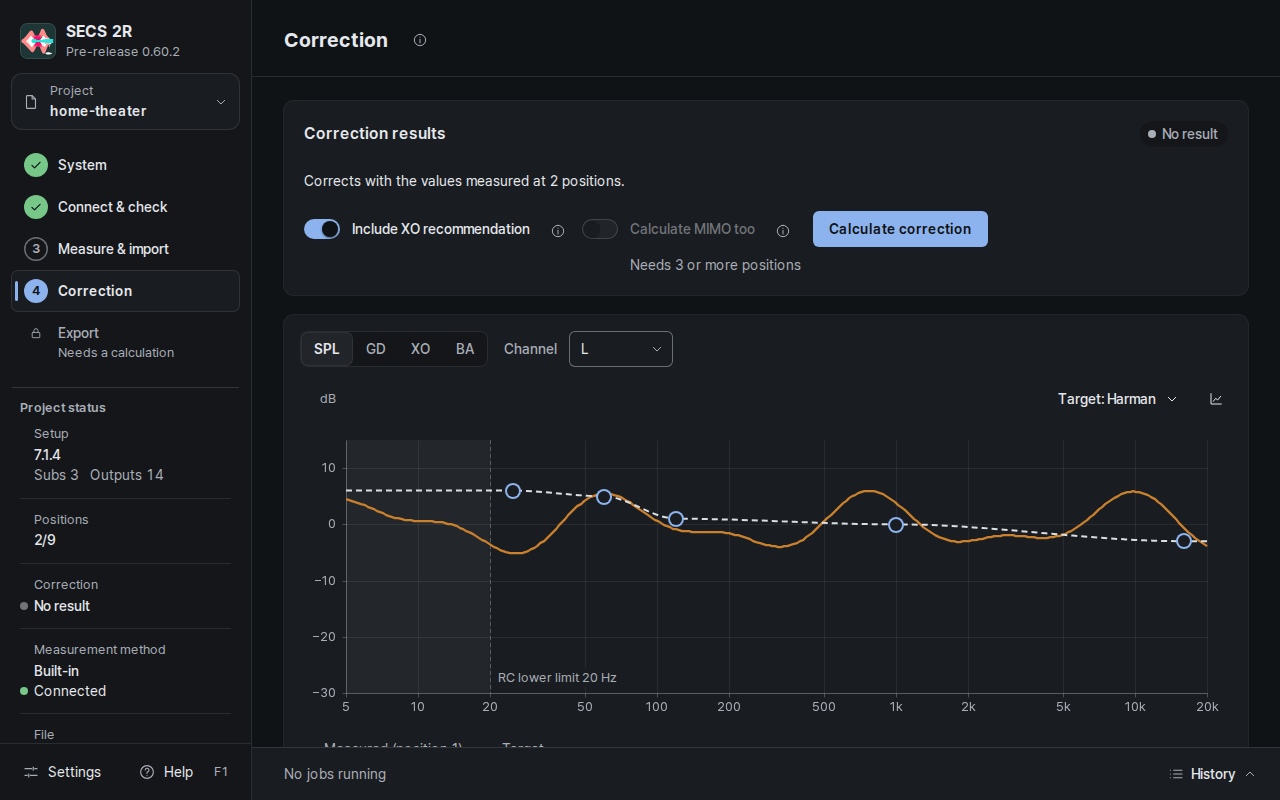 SECS 2R
Pre-release 0.60.2
Project
home-theater
System
Connect & check
3 Measure & import
4 Correction
Export
Needs a calculation
Project status
Setup
7.1.4
Subs 3 Outputs 14
Positions
2/9
Correction
No result
Measurement method
Built-in
Connected
File
Settings Help F1
Correction
Correction results No result
Corrects with the values measured at 2 positions.
Include XO recommendation Calculate MIMO too Calculate correction
Needs 3 or more positions
SPL GD XO BA Channel L
dB Target: Harman
10
0
−10
−20
RC lower limit 20 Hz
−30
5 10 20 50 100 200 500 1k 2k 5k 10k 20k
Measured (position 1) Target
No jobs running History